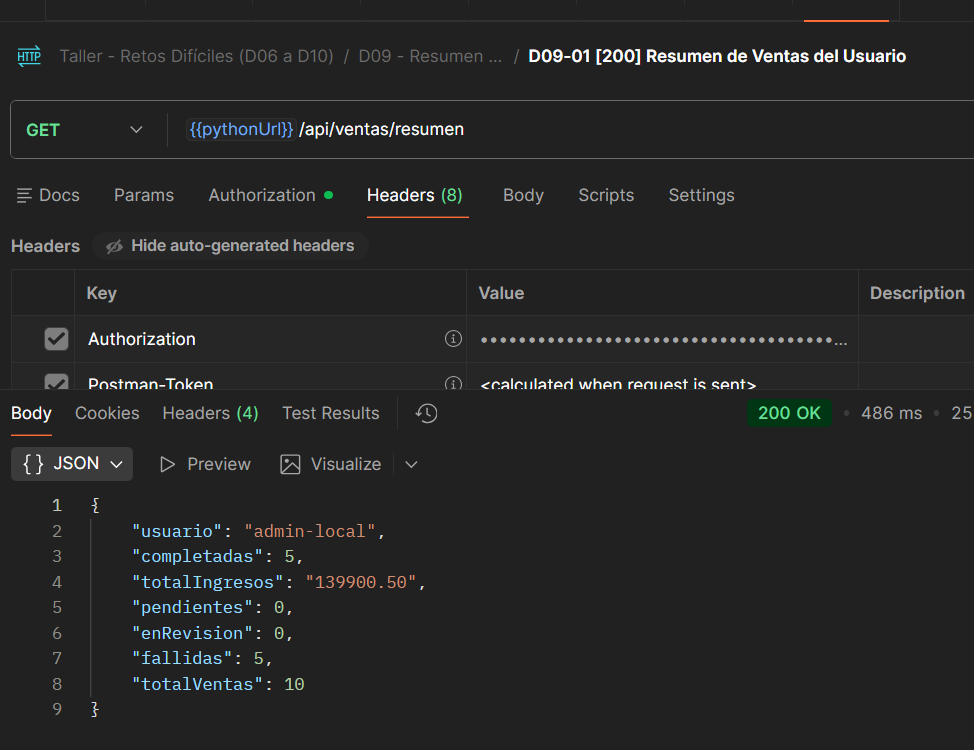 HTTP Taller - Retos Difíciles (D06 a D10) / D09 - Resumen ... / D09-01 [200] Resumen de Ventas del Usuario
GET {{pythonUrl}} /api/ventas/resumen
Docs Params Authorization Headers (8) Body Scripts Settings
Headers Hide auto-generated headers
Key Value Description
Authorization ••••••••••••••••••••••••••••••••••••...
Postman-Token <calculated when request is sent>
Body Cookies Headers (4) Test Results 200 OK • 486 ms • 25
{} JSON Preview Visualize
1 {
2 "usuario": "admin-local",
3 "completadas": 5,
4 "totalIngresos": "139900.50",
5 "pendientes": 0,
6 "enRevision": 0,
7 "fallidas": 5,
8 "totalVentas": 10
9 }